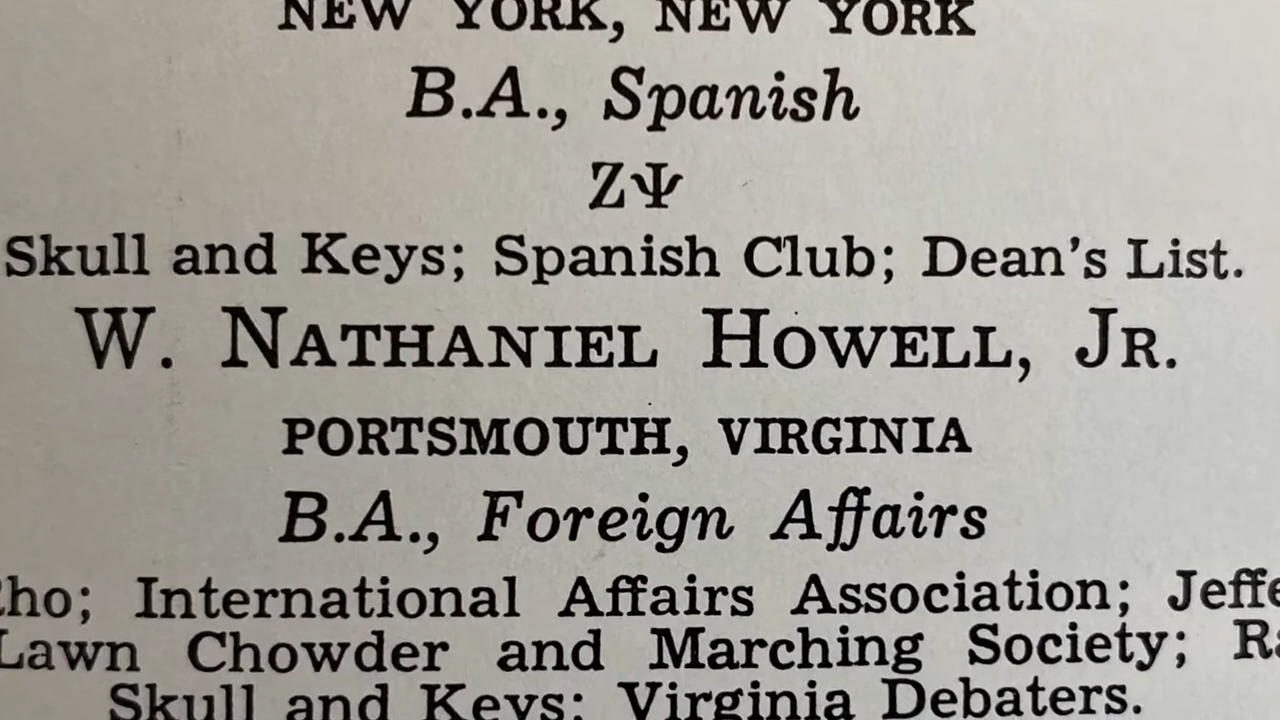 NEW YORK, NEW YORK
B.A., Spanish
ΖΨ
Skull and Keys; Spanish Club; Dean's List.
W. NATHANIEL HOWELL, JR.
PORTSMOUTH, VIRGINIA
B.A., Foreign Affairs
International Affairs Association;
Lawn Chowder and Marching Society;
Skull and Keys; Virginia Debaters.